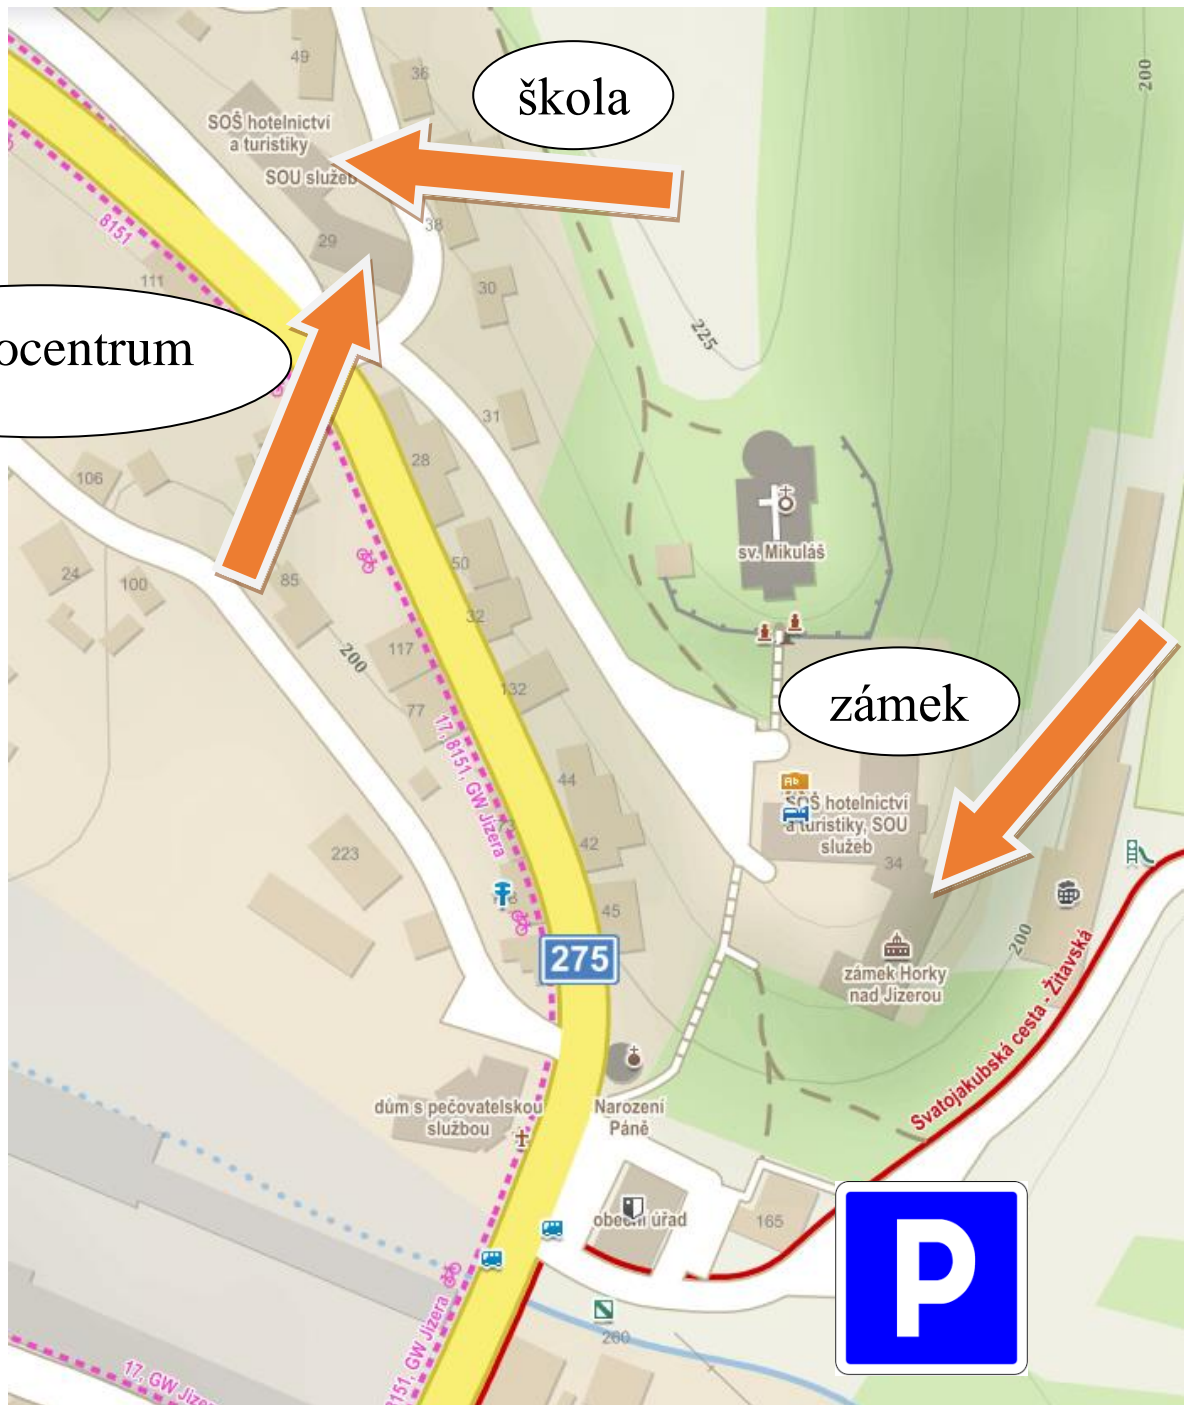 49
36
200
škola
SOŠ hotelnictví
a turistiky
SOU služeb
8151
38
29
111
30
225
ocentrum
31
28
106
sv. Mikuláš
50
24
100
85
32
117
200
132
77
zámek
17, 8151, GW Jizera
44
SOŠ hotelnictví
a turistiky, SOU
služeb
42
34
223
45
200
275
zámek Horky
nad Jizerou
Svatojakubská cesta - Žitavská
dům s pečovatelskou
službou
Narození
Páně
obecní úřad
165
P
260
8151, GW Jizera
17, GW Jizera